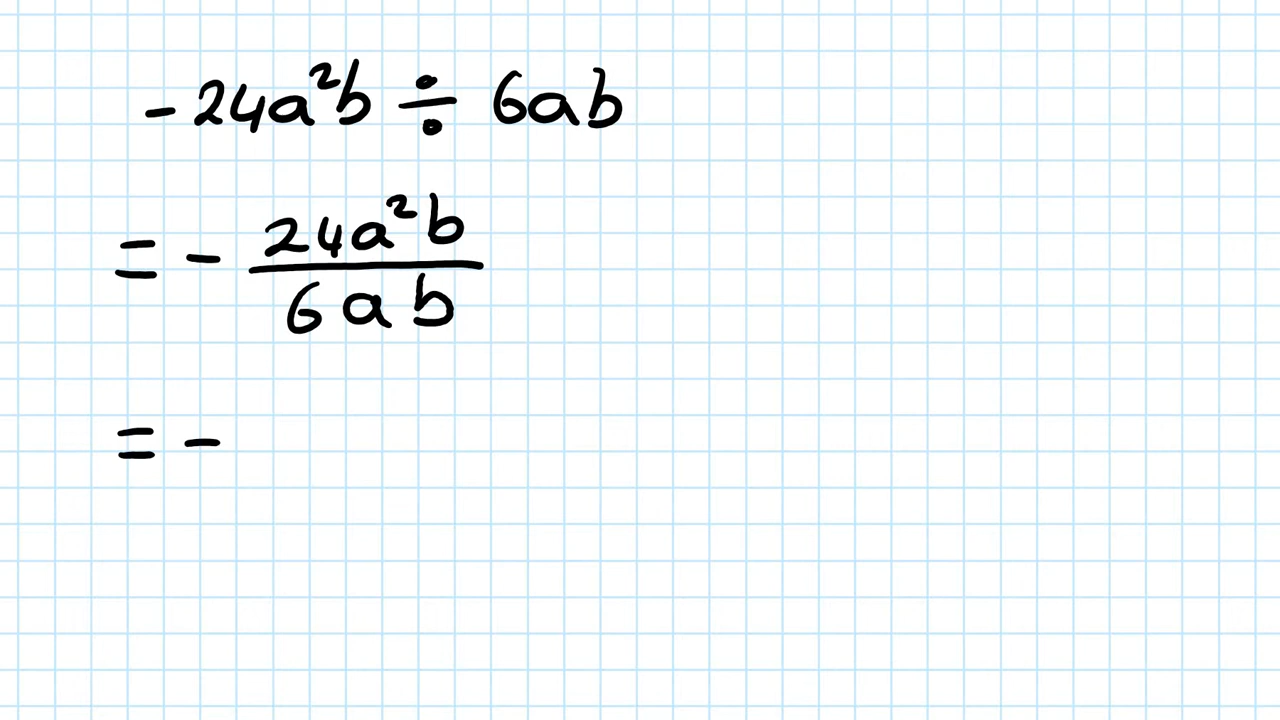 -24a²b ÷ 6ab
= - 24a²b / 6ab
= -